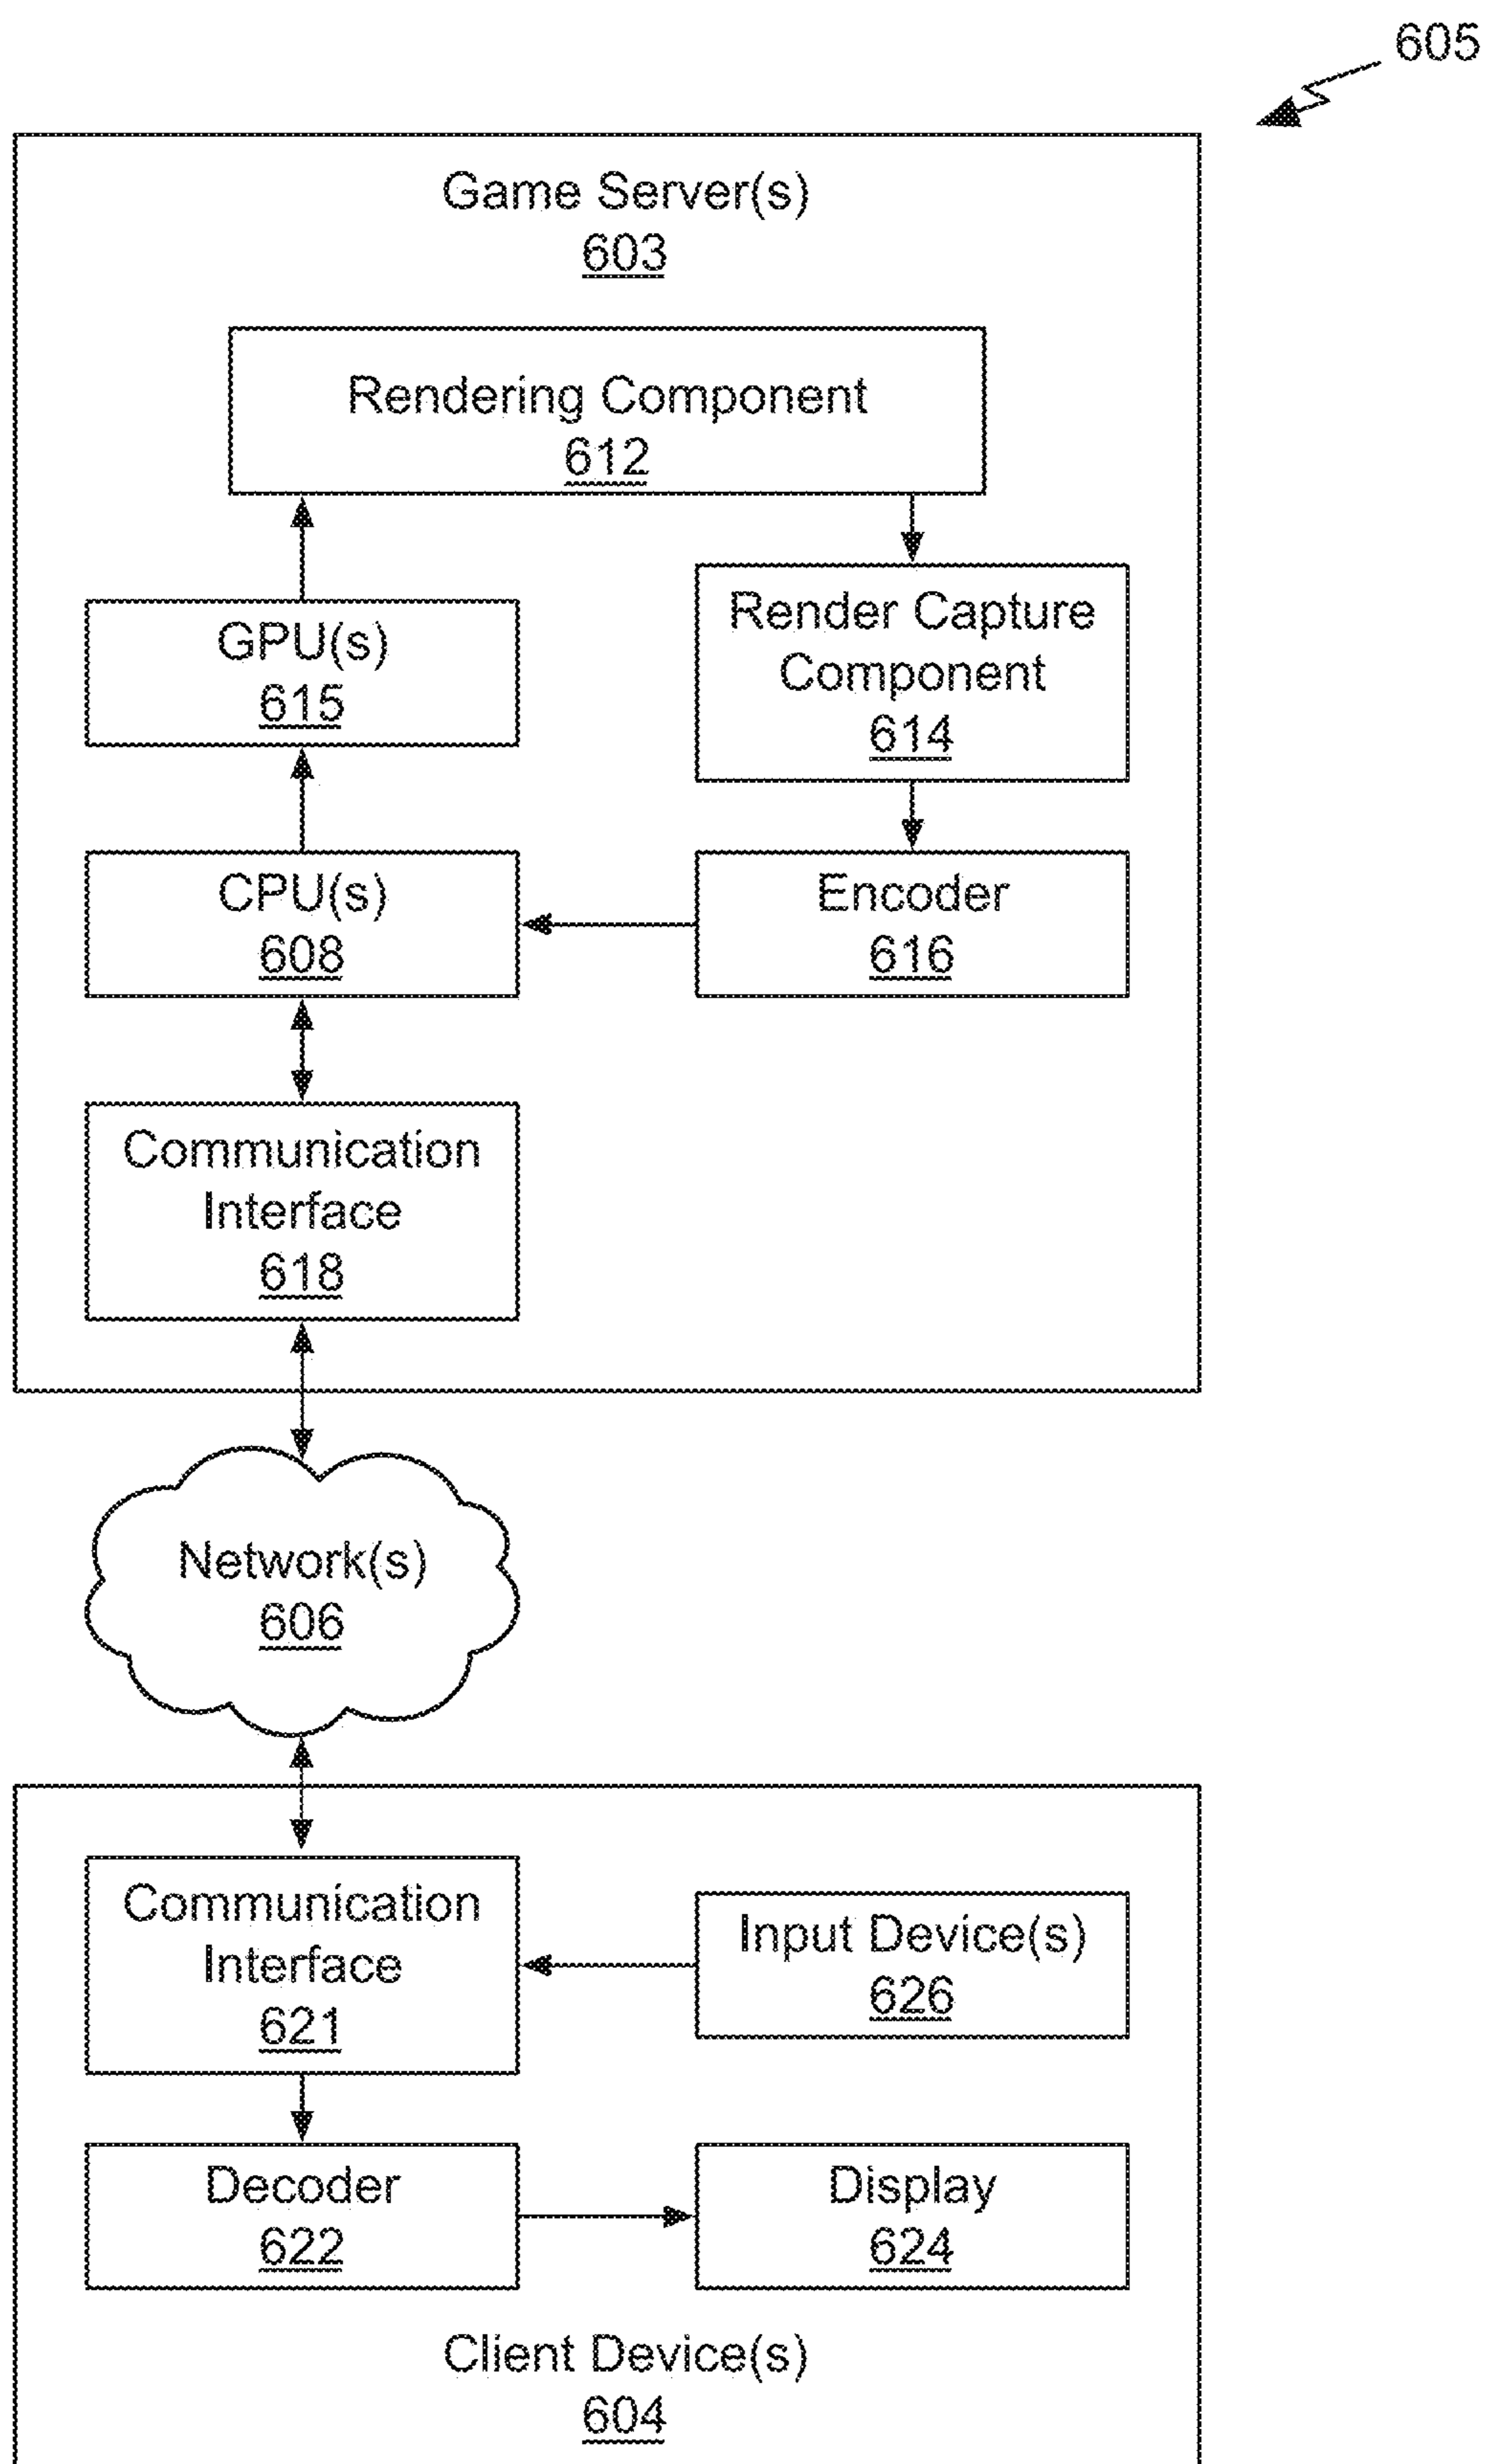 605
Game Server(s)
603
Rendering Component
612
GPU(s)
615
Render Capture
Component
614
CPU(s)
608
Encoder
616
Communication
Interface
618
Network(s)
606
Communication
Interface
621
Input Device(s)
626
Decoder
622
Display
624
Client Device(s)
604